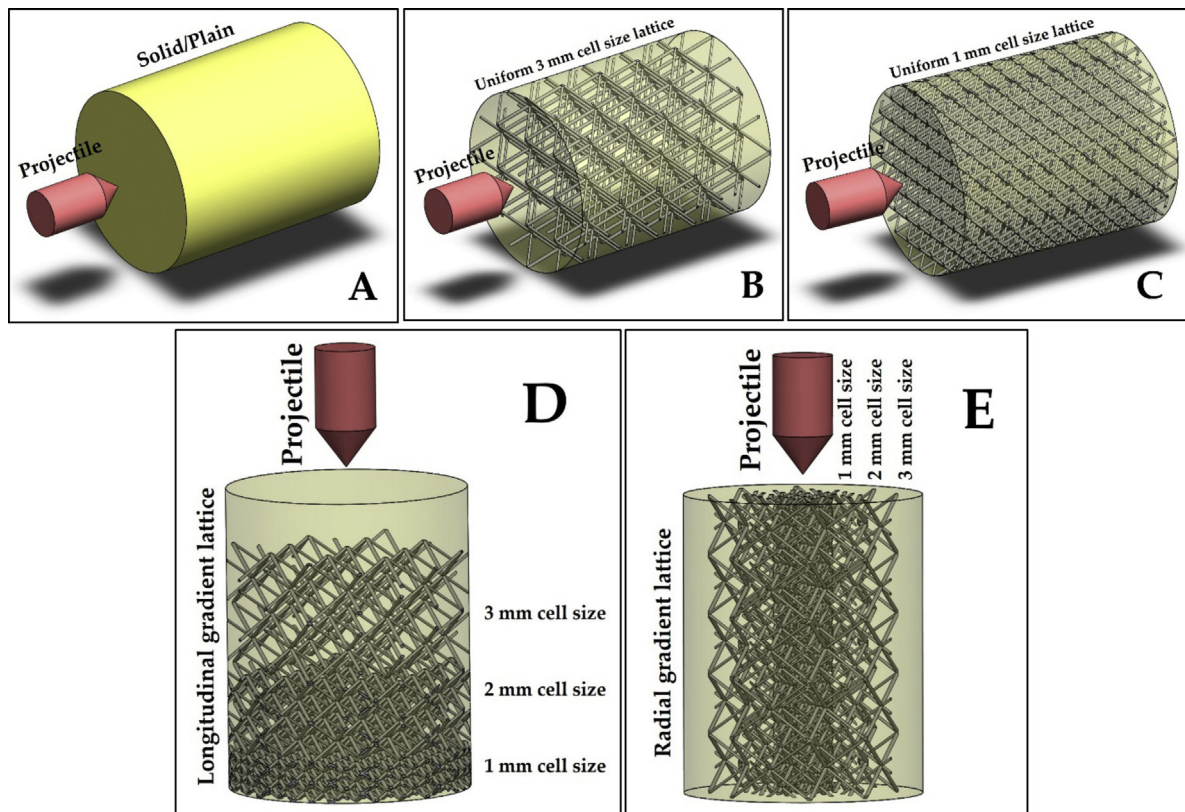 Solid/Plain
Projectile
A
Uniform 3 mm cell size lattice
Projectile
B
Uniform 1 mm cell size lattice
Projectile
C
Projectile
D
Longitudinal gradient lattice
3 mm cell size
2 mm cell size
1 mm cell size
Projectile
1 mm cell size
2 mm cell size
3 mm cell size
E
Radial gradient lattice